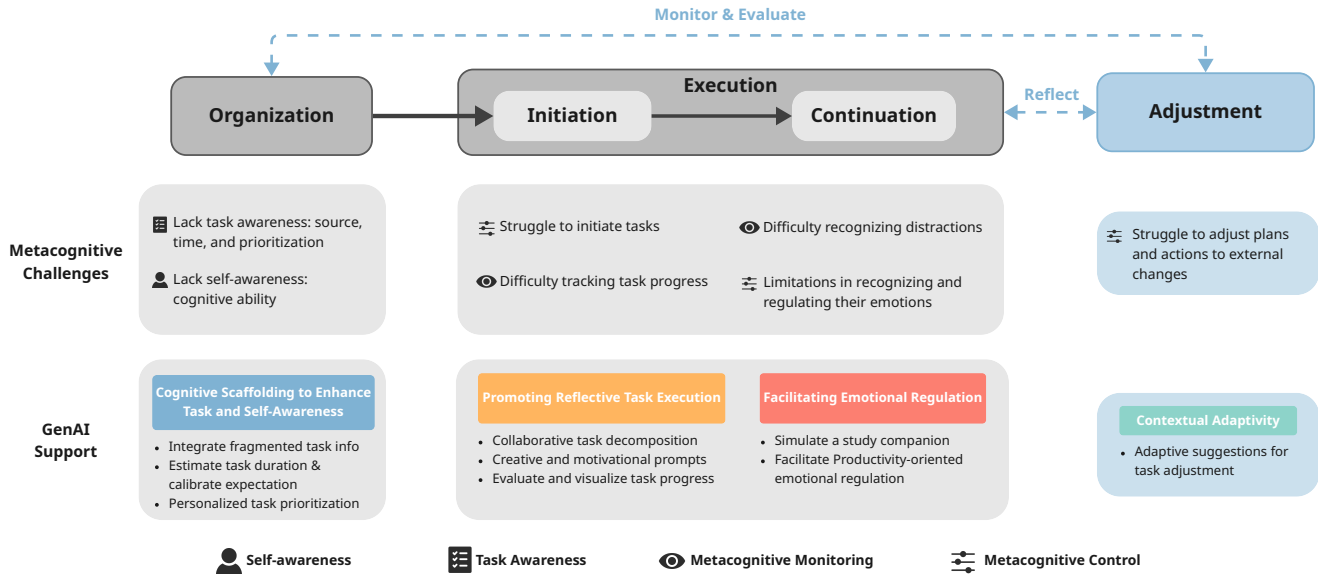 Monitor & Evaluate
Organization
Execution
Initiation
Continuation
Reflect
Adjustment
Metacognitive
Challenges
Lack task awareness: source,
time, and prioritization
Lack self-awareness:
cognitive ability
Struggle to initiate tasks
Difficulty recognizing distractions
Difficulty tracking task progress
Limitations in recognizing and
regulating their emotions
Struggle to adjust plans
and actions to external
changes
GenAI
Support
Cognitive Scaffolding to Enhance
Task and Self-Awareness
• Integrate fragmented task info
• Estimate task duration &
calibrate expectation
• Personalized task prioritization
Promoting Reflective Task Execution
• Collaborative task decomposition
• Creative and motivational prompts
• Evaluate and visualize task progress
Facilitating Emotional Regulation
• Simulate a study companion
• Facilitate Productivity-oriented
emotional regulation
Contextual Adaptivity
• Adaptive suggestions for
task adjustment
Self-awareness
Task Awareness
Metacognitive Monitoring
Metacognitive Control